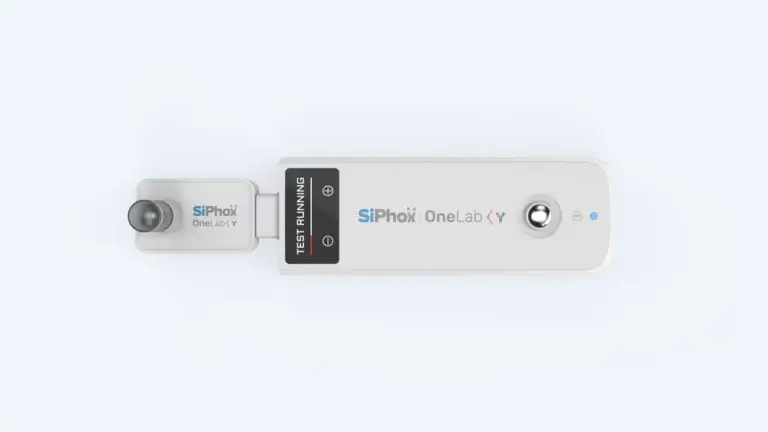 SiPhox
OneLab
Y
TEST RUNNING
SiPhox | OneLab
Y